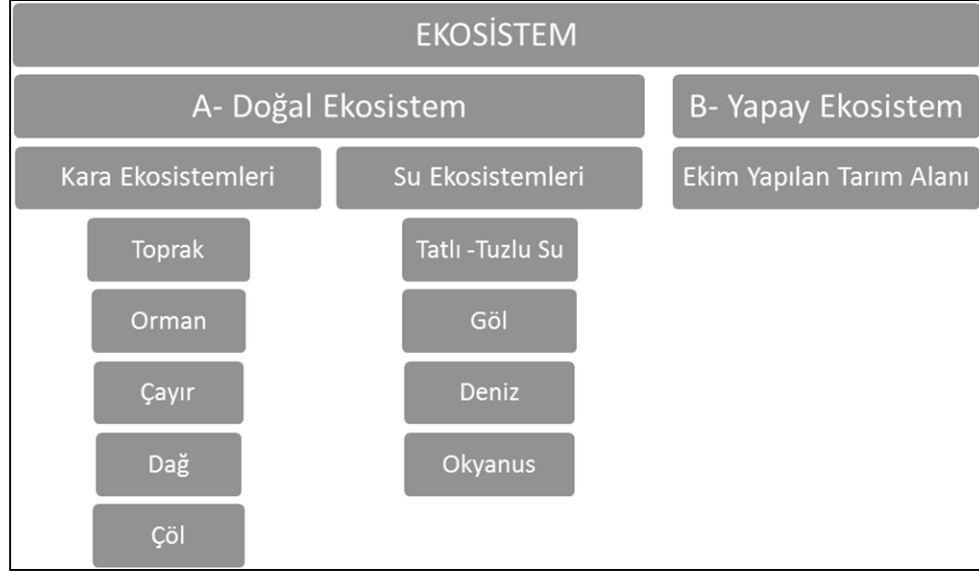 EKOSİSTEM
A- Doğal Ekosistem
B- Yapay Ekosistem
Kara Ekosistemleri
Su Ekosistemleri
Ekim Yapılan Tarım Alanı
Toprak
Tatlı -Tuzlu Su
Orman
Göl
Çayır
Deniz
Dağ
Okyanus
Çöl